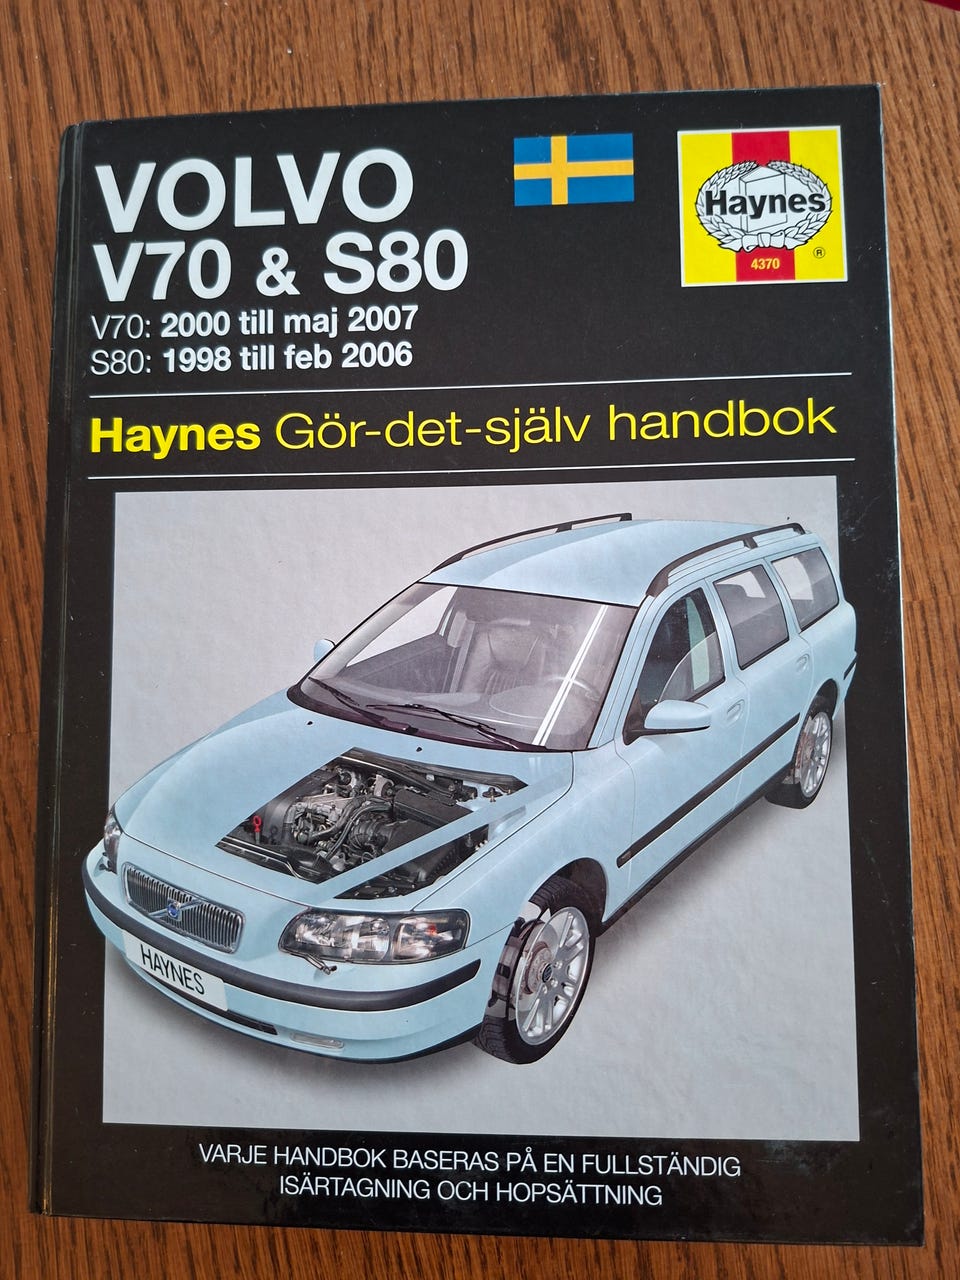 VOLVO
V70 & S80
V70: 2000 till maj 2007
S80: 1998 till feb 2006
Haynes
®
4370
Haynes Gör-det-själv handbok
HAYNES
VARJE HANDBOK BASERAS PÅ EN FULLSTÄNDIG
ISÄRTAGNING OCH HOPSÄTTNING